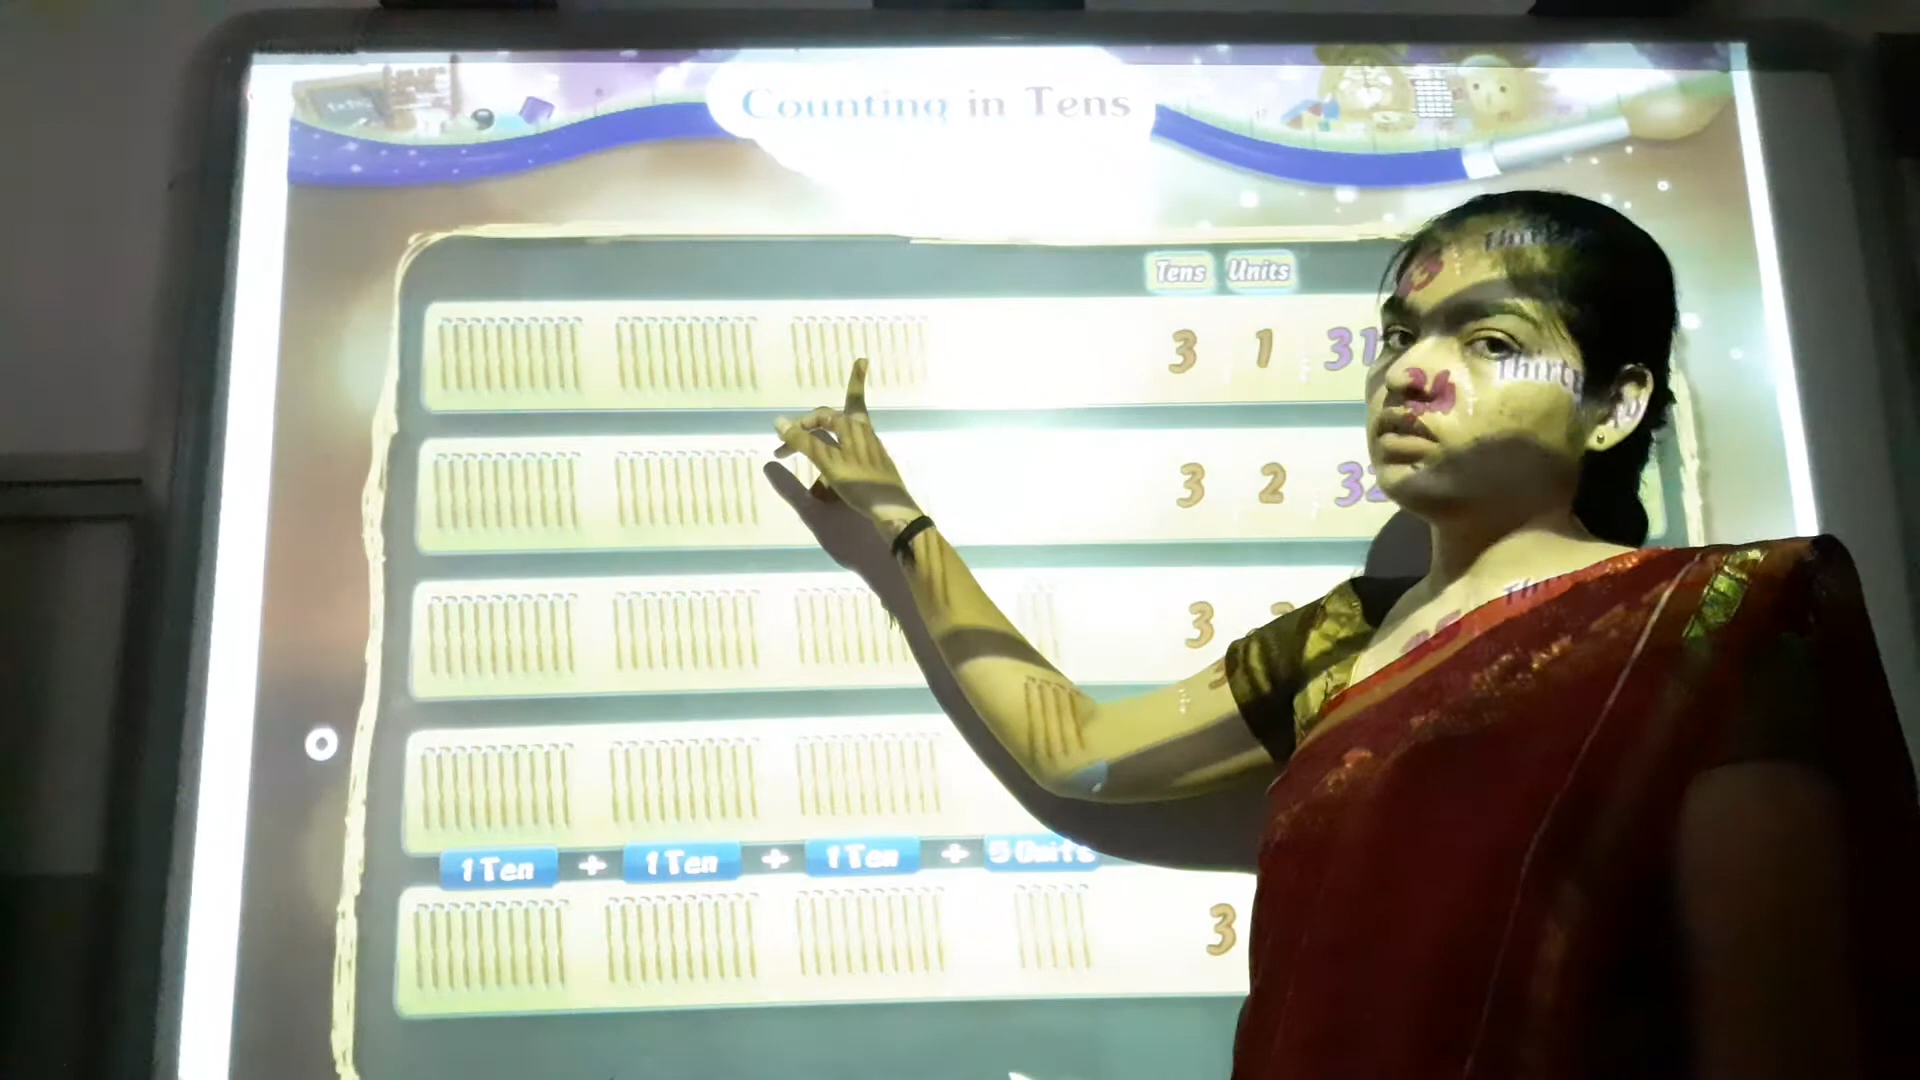 Counting in Tens
Tens Units
3 1 31
3 2 32
3
1 Ten + 1 Ten + 1 Ten + 5 Units
3
Thirty